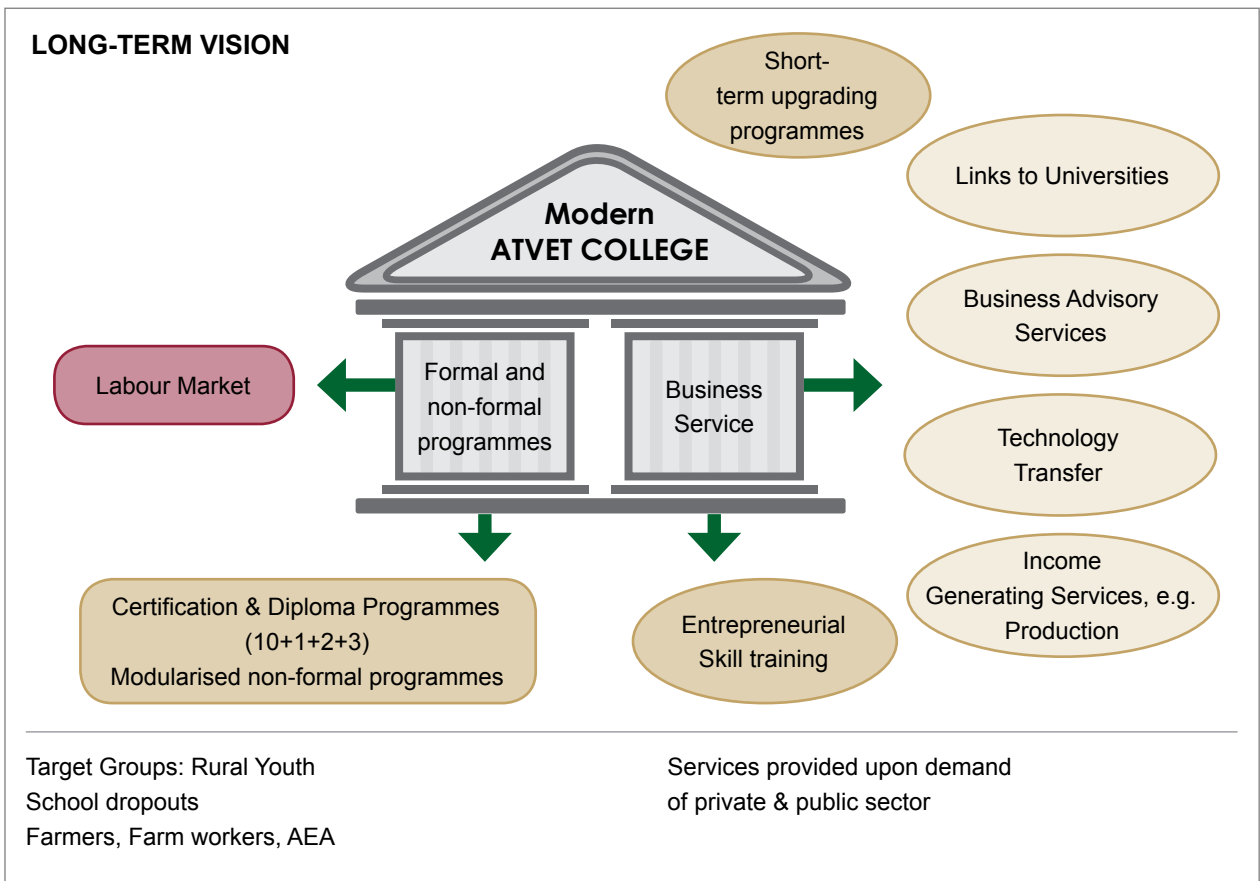 LONG-TERM VISION
Short-
term upgrading
programmes
Links to Universities
Modern
ATVET COLLEGE
Business Advisory
Services
Labour Market
Formal and
non-formal
programmes
Business
Service
Technology
Transfer
Income
Generating Services, e.g.
Production
Certification & Diploma Programmes
(10+1+2+3)
Modularised non-formal programmes
Entrepreneurial
Skill training
Target Groups: Rural Youth
School dropouts
Farmers, Farm workers, AEA
Services provided upon demand
of private & public sector